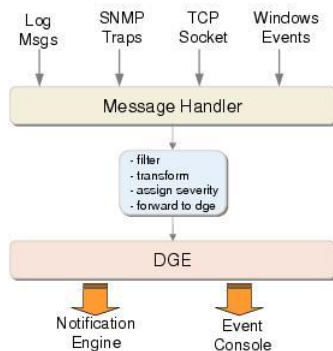 Log Msgs
SNMP Traps
TCP Socket
Windows Events
Message Handler
- filter
- transform
- assign severity
- forward to dge
DGE
Notification Engine
Event Console